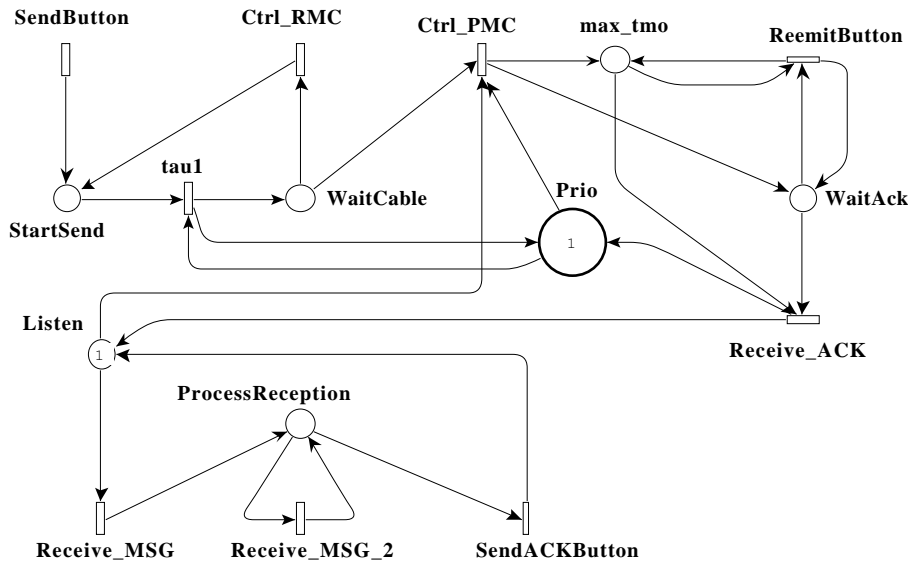 SendButton
Ctrl_RMC
Ctrl_PMC
max_tmo
ReemitButton
tau1
WaitCable
Prio
WaitAck
StartSend
1
Listen
1
Receive_ACK
ProcessReception
Receive_MSG
Receive_MSG_2
SendACKButton